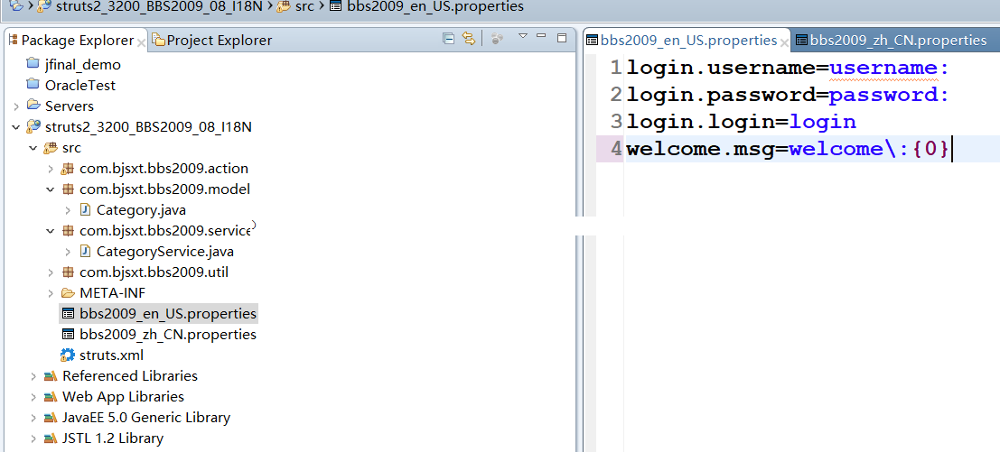 struts2_3200_BBS2009_08_I18N > src > bbs2009_en_US.properties
Package Explorer Project Explorer
jfinal_demo
OracleTest
Servers
struts2_3200_BBS2009_08_I18N
src
com.bjsxt.bbs2009.action
com.bjsxt.bbs2009.model
Category.java
com.bjsxt.bbs2009.service
CategoryService.java
com.bjsxt.bbs2009.util
META-INF
bbs2009_en_US.properties
bbs2009_zh_CN.properties
struts.xml
Referenced Libraries
Web App Libraries
JavaEE 5.0 Generic Library
JSTL 1.2 Library
bbs2009_en_US.properties bbs2009_zh_CN.properties
1 login.username=username:
2 login.password=password:
3 login.login=login
4 welcome.msg=welcome\:{0}